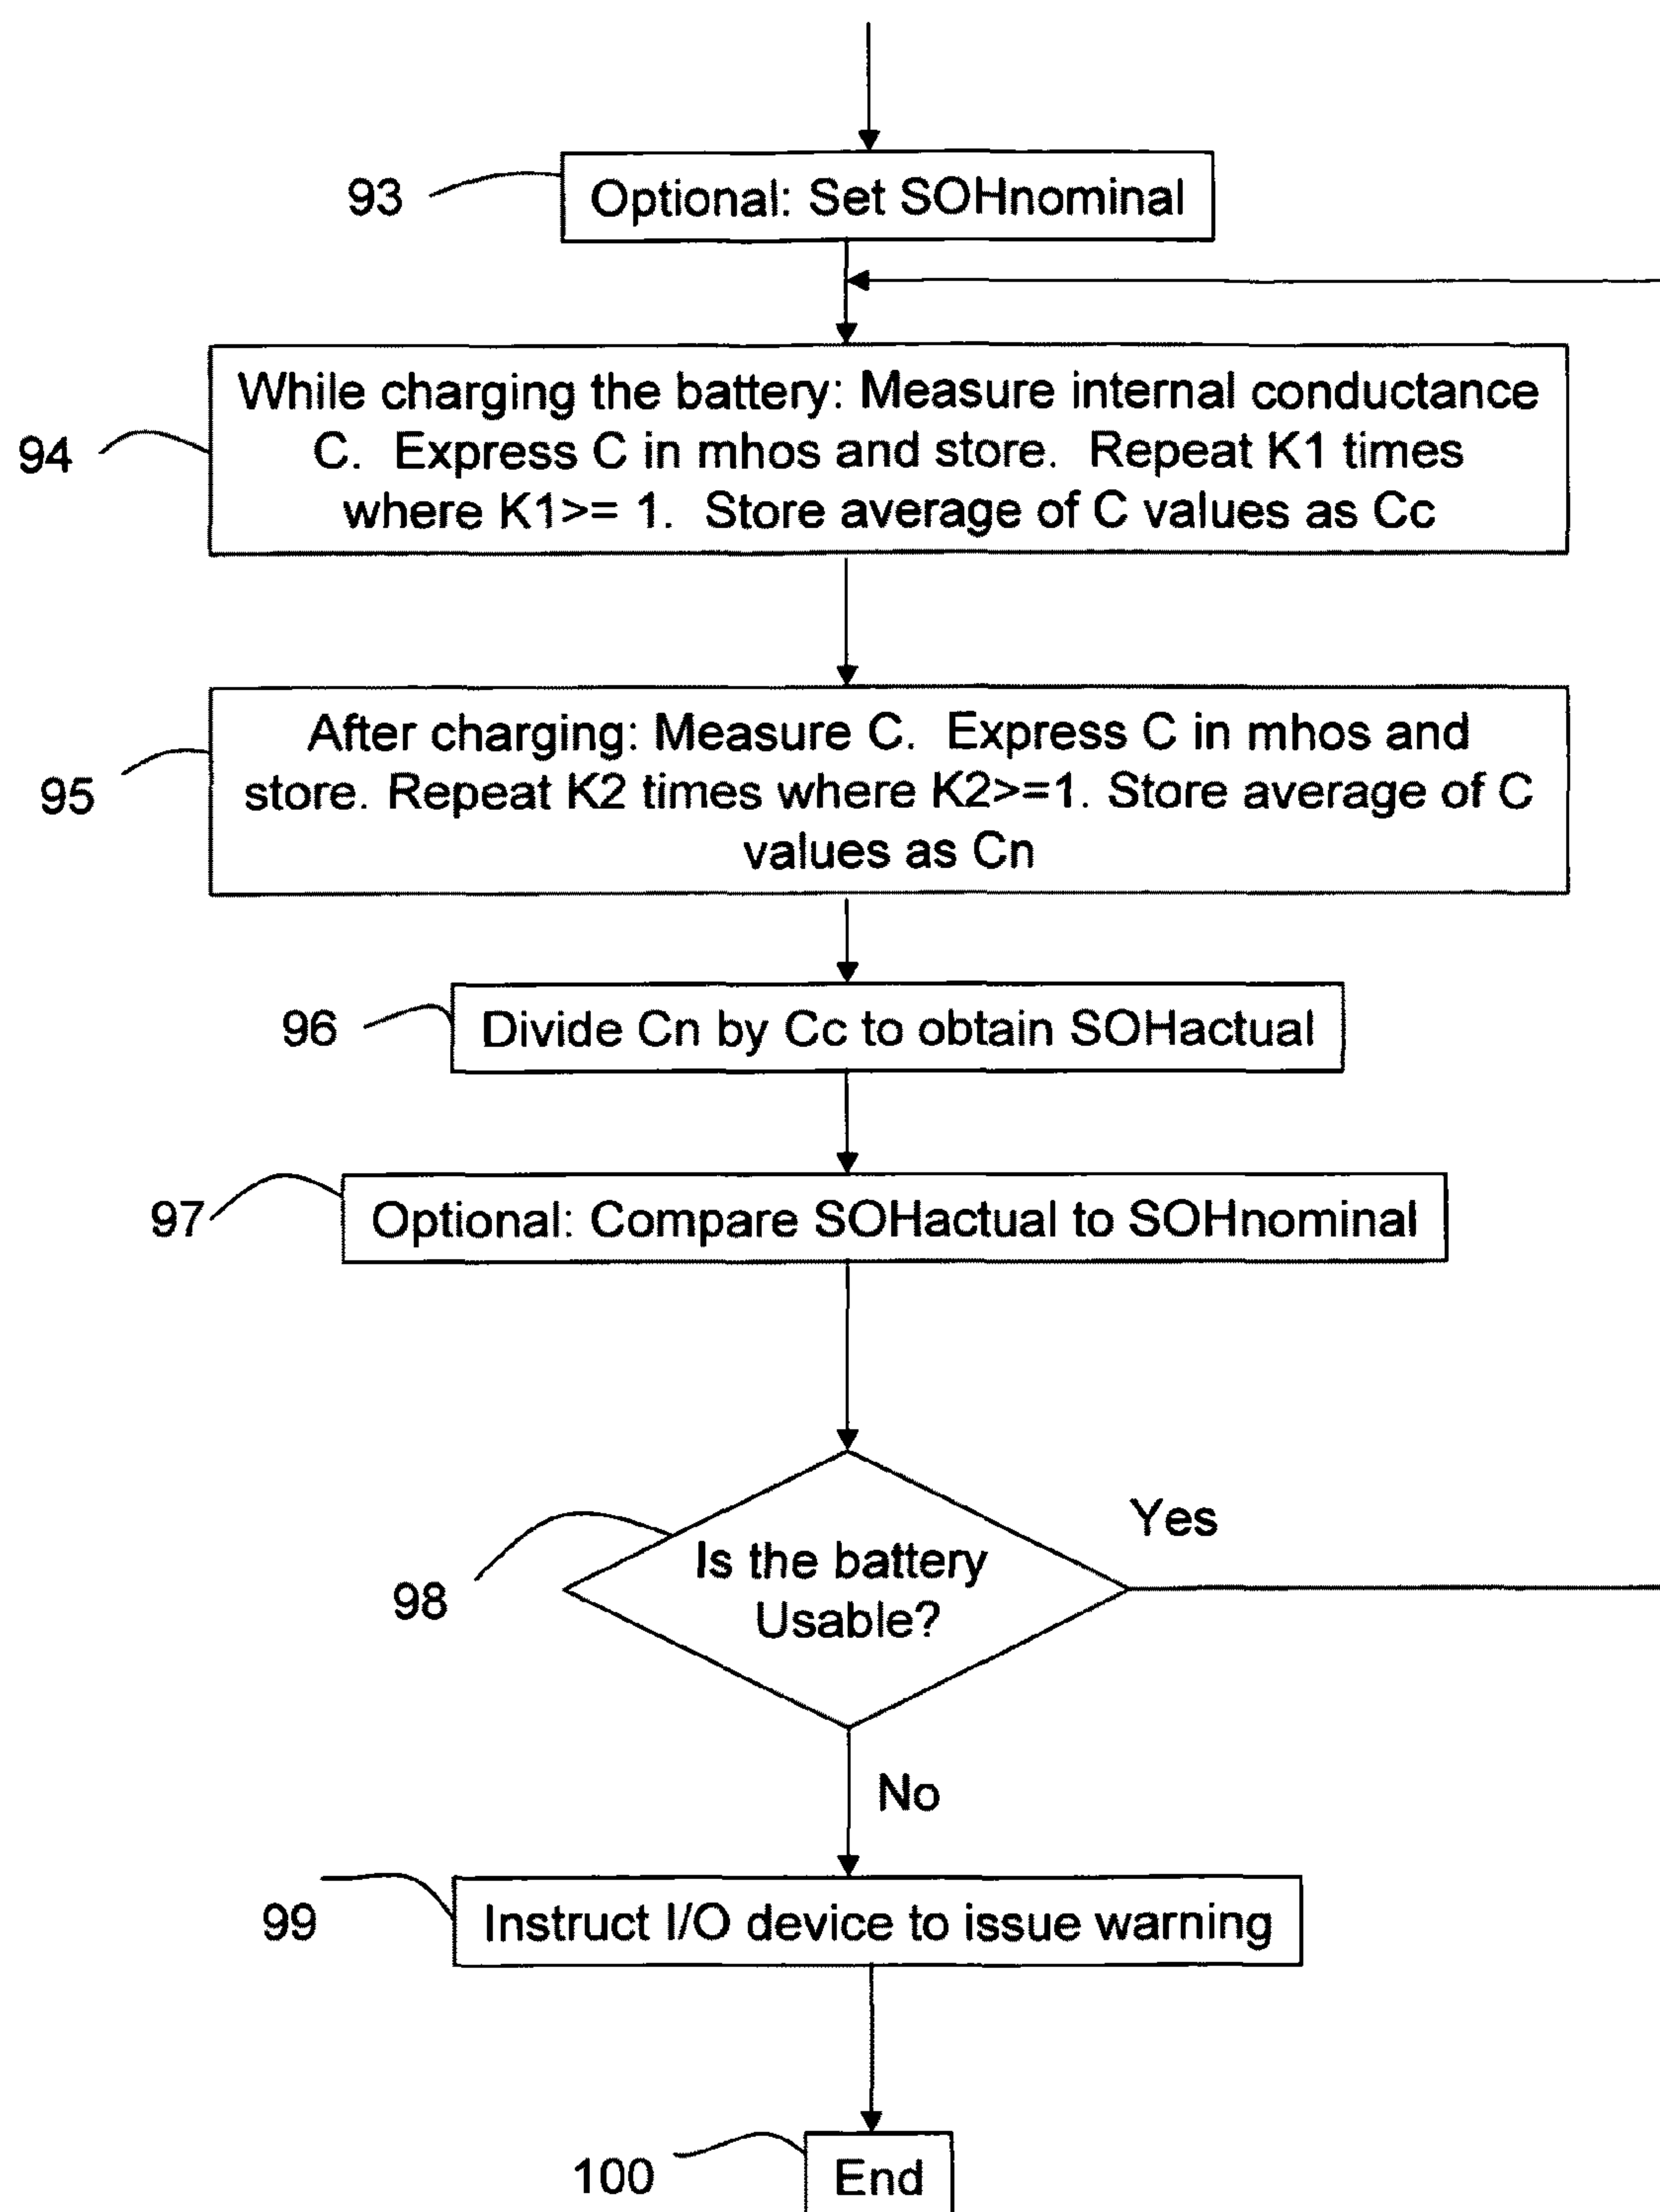 93
Optional: Set SOHnominal
94
While charging the battery: Measure internal conductance
C. Express C in mhos and store. Repeat K1 times
where K1>= 1. Store average of C values as Cc
95
After charging: Measure C. Express C in mhos and
store. Repeat K2 times where K2>=1. Store average of C
values as Cn
96
Divide Cn by Cc to obtain SOHactual
97
Optional: Compare SOHactual to SOHnominal
98
Is the battery
Usable?
Yes
No
99
Instruct I/O device to issue warning
100
End